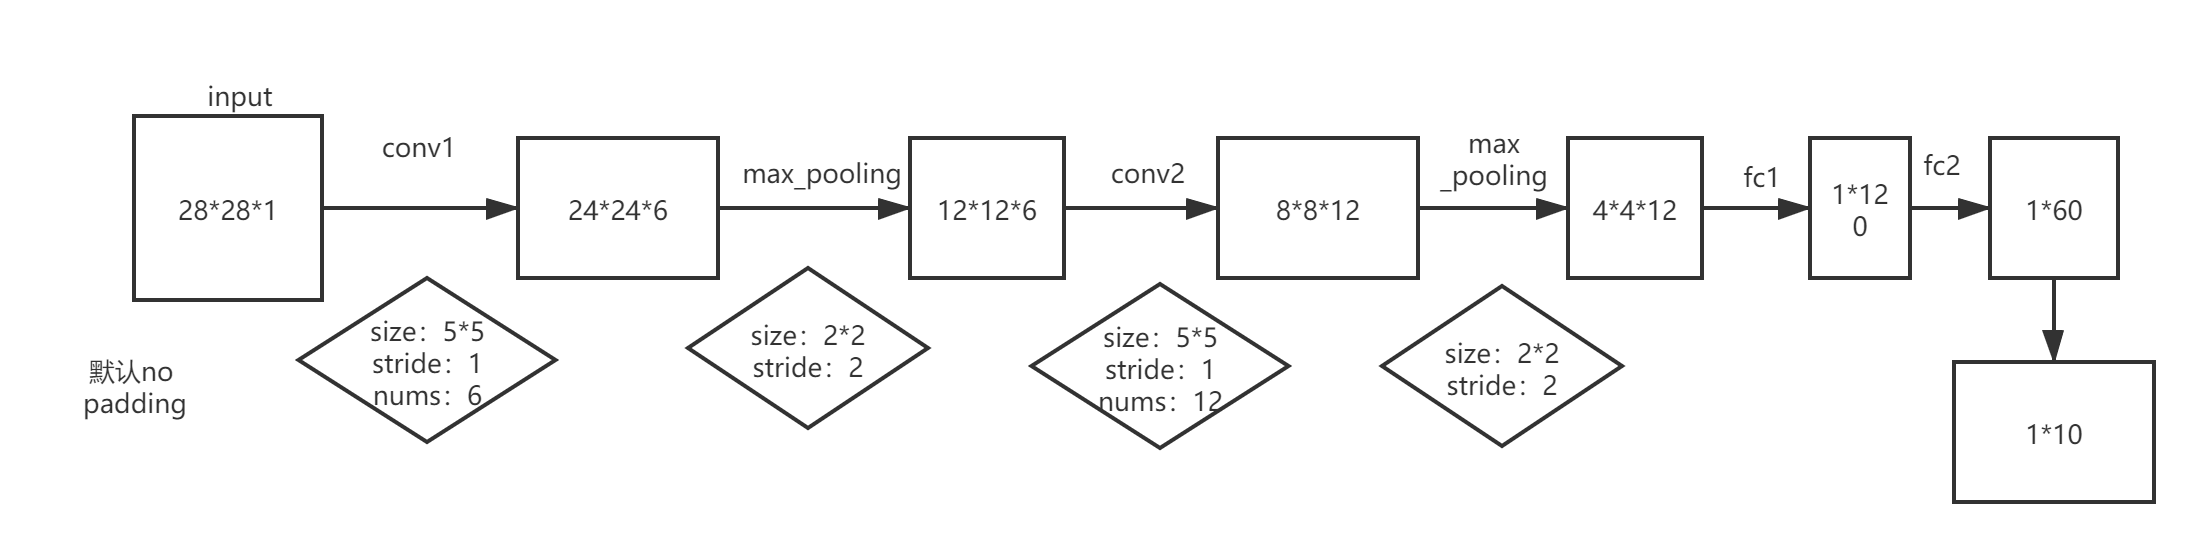 input
28*28*1
conv1
24*24*6
max_pooling
12*12*6
conv2
8*8*12
max
_pooling
4*4*12
fc1
1*12
0
fc2
1*60
size：5*5
stride：1
nums：6
size：2*2
stride：2
size：5*5
stride：1
nums：12
size：2*2
stride：2
默认no
padding
1*10